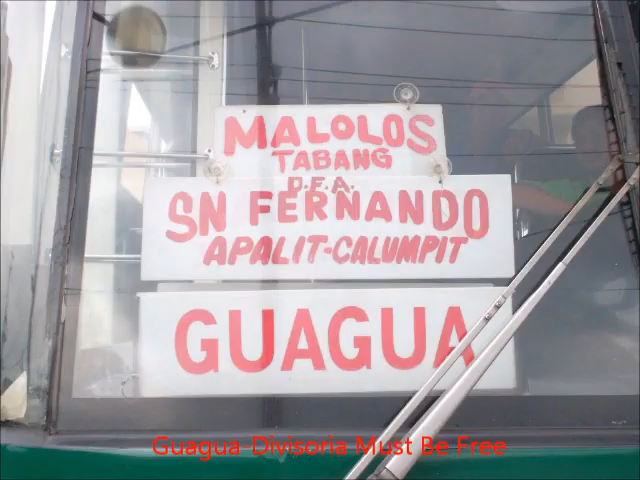 MALOLOS
TABANG
D.F.A.
SN FERNANDO
APALIT-CALUMPIT
GUAGUA
Guagua-Divisoria Must Be Free